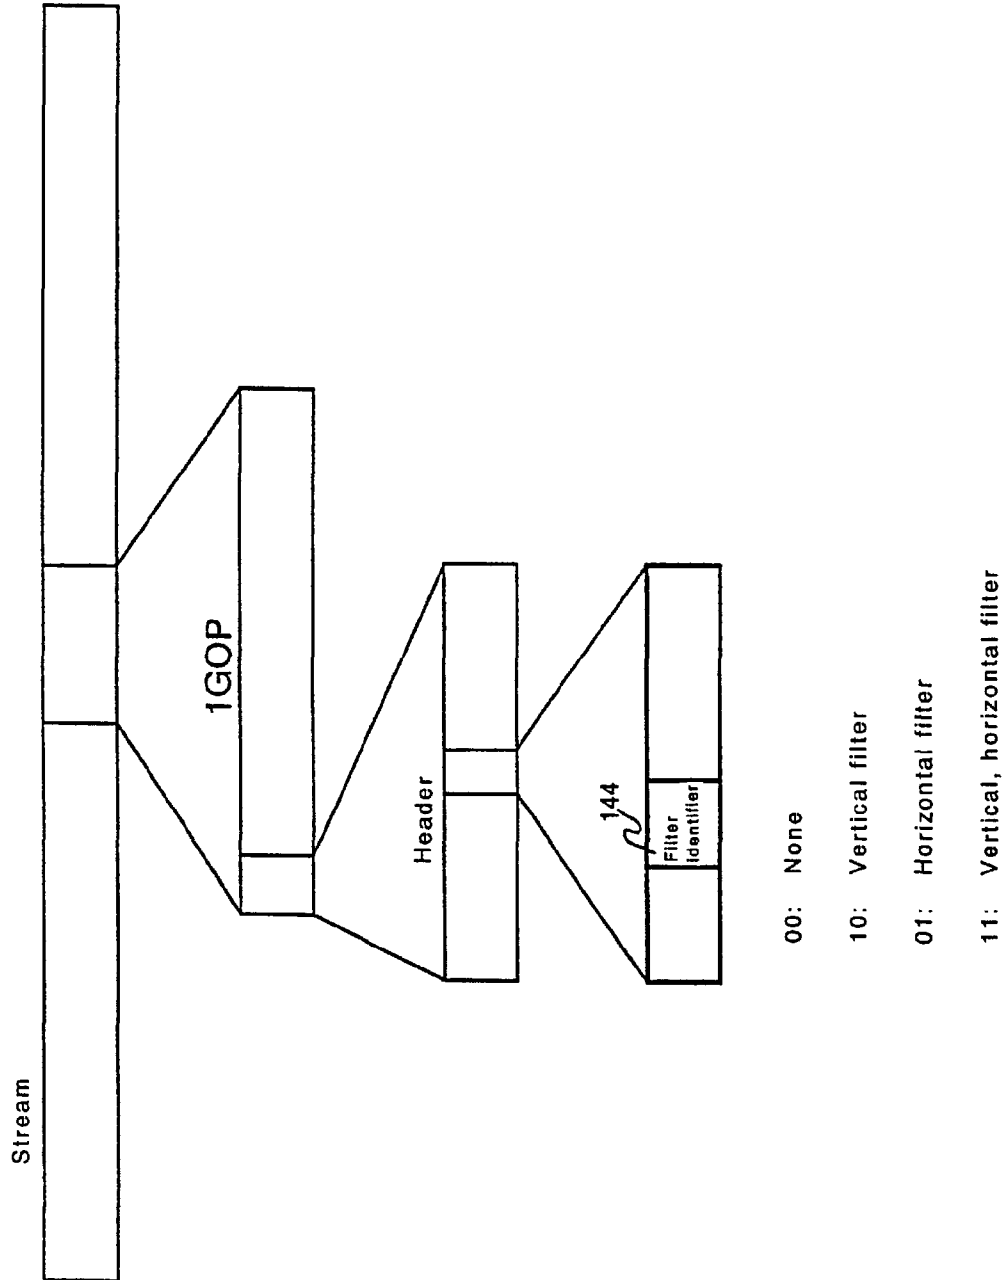 Stream
1GOP
Header
144
Filter
Identifier
00: None
10: Vertical filter
01: Horizontal filter
11: Vertical, horizontal filter